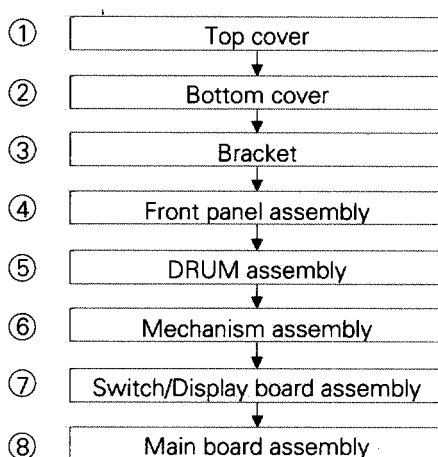 ① Top cover
② Bottom cover
③ Bracket
④ Front panel assembly
⑤ DRUM assembly
⑥ Mechanism assembly
⑦ Switch/Display board assembly
⑧ Main board assembly